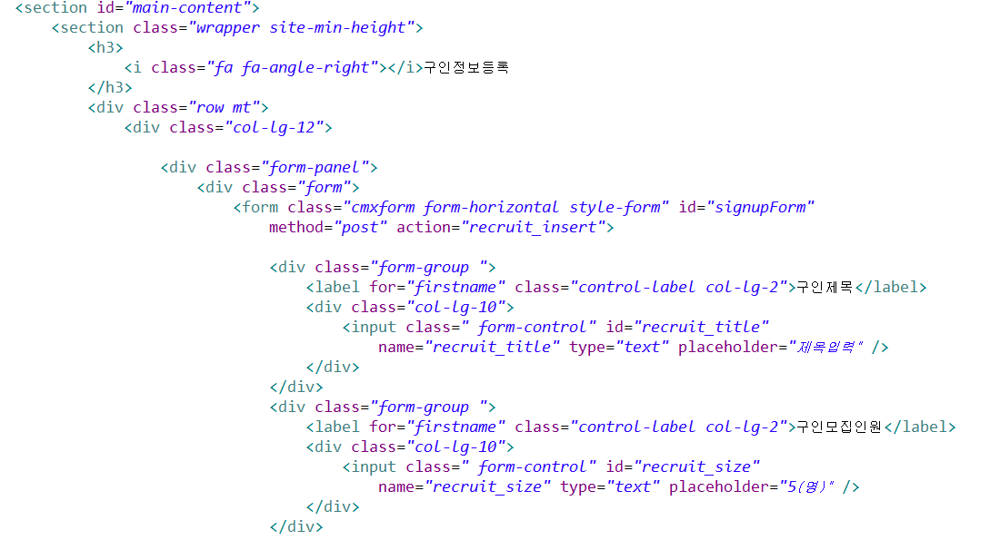 <section id="main-content">
<section class="wrapper site-min-height">
<h3>
<i class="fa fa-angle-right"></i>구인정보등록
</h3>
<div class="row mt">
<div class="col-lg-12">
<div class="form-panel">
<div class="form">
<form class="cmxform form-horizontal style-form" id="signupForm"
method="post" action="recruit_insert">
<div class="form-group ">
<label for="firstname" class="control-label col-lg-2">구인제목</label>
<div class="col-lg-10">
<input class=" form-control" id="recruit_title"
name="recruit_title" type="text" placeholder="제목입력" />
</div>
</div>
<div class="form-group ">
<label for="firstname" class="control-label col-lg-2">구인모집인원</label>
<div class="col-lg-10">
<input class=" form-control" id="recruit_size"
name="recruit_size" type="text" placeholder="5(명)" />
</div>
</div>